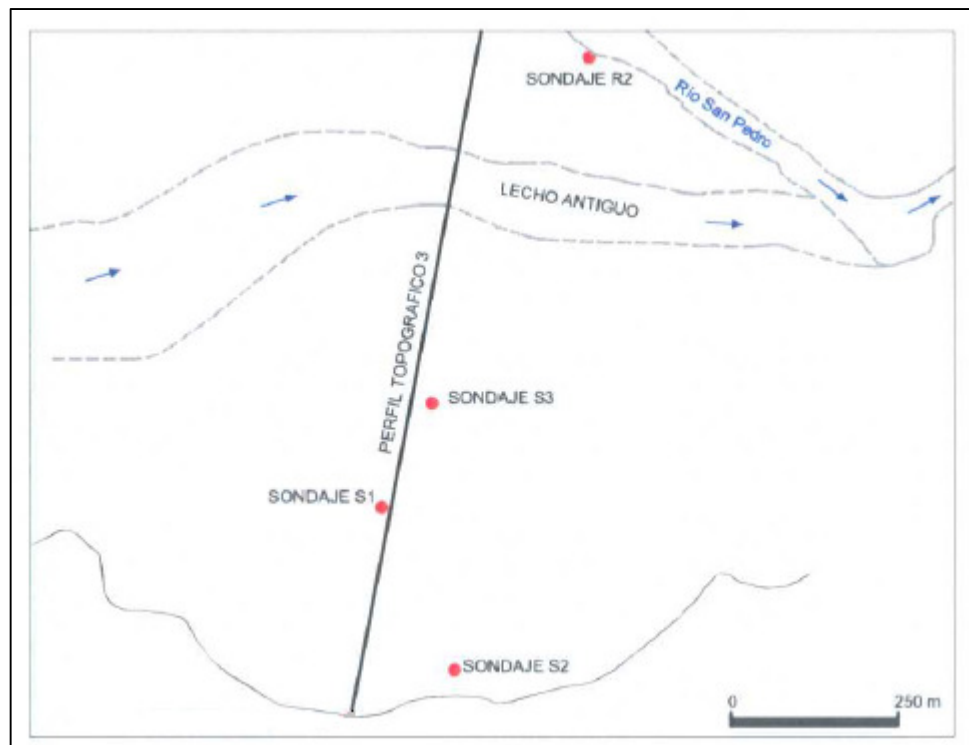 SONDAJE R2
Río San Pedro
LECHO ANTIGUO
PERFIL TOPOGRAFICO 3
SONDAJE S3
SONDAJE S1
SONDAJE S2
0 250 m